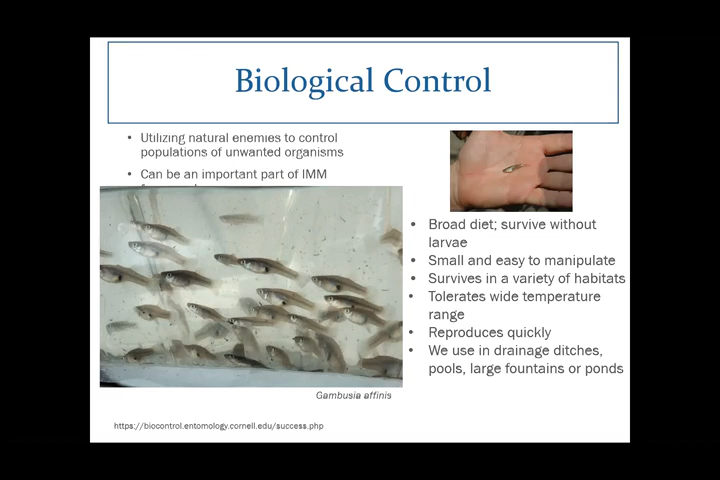 Biological Control
• Utilizing natural enemies to control
populations of unwanted organisms
• Can be an important part of IMM
• Broad diet; survive without
larvae
• Small and easy to manipulate
• Survives in a variety of habitats
• Tolerates wide temperature
range
• Reproduces quickly
• We use in drainage ditches,
pools, large fountains or ponds
Gambusia affinis
https://biocontrol.entomology.cornell.edu/success.php